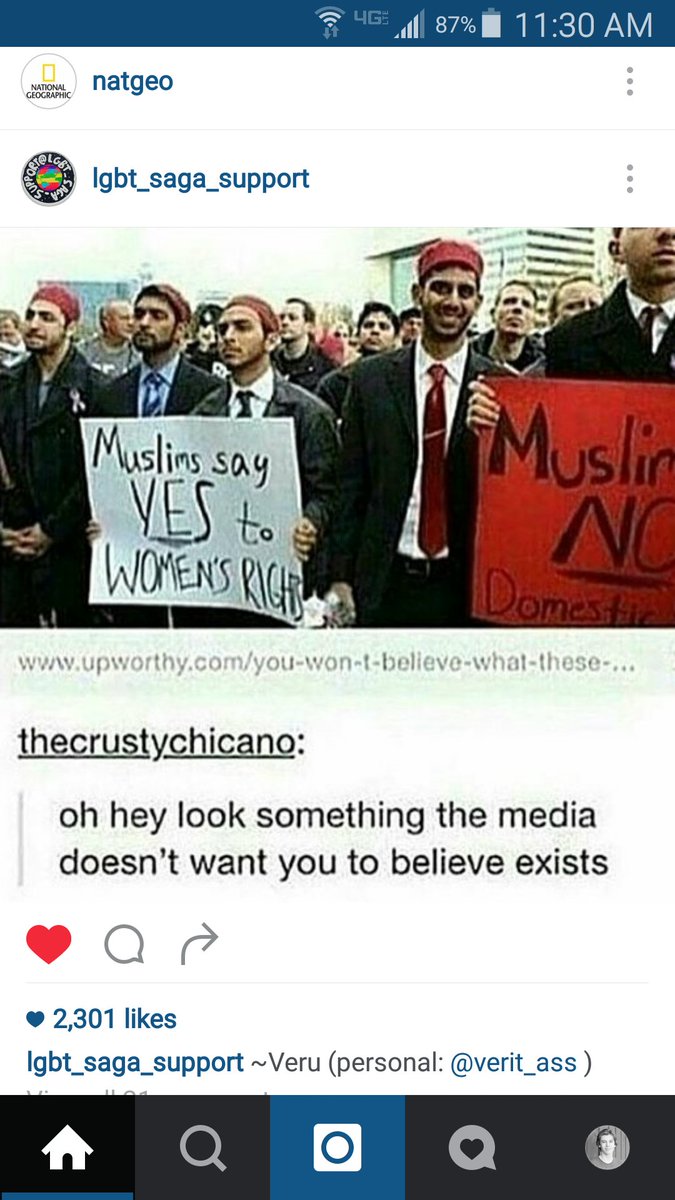 4G LTE 87% 11:30 AM
NATIONAL
GEOGRAPHIC
natgeo
lgbt_saga_support
Muslims say
YES to
WOMEN'S RIGH
Muslim
NO
Domestic
www.upworthy.com/you-won-t-believe-what-these-...
thecrustychicano:
oh hey look something the media
doesn't want you to believe exists
2,301 likes
lgbt_saga_support ~Veru (personal: @verit_ass )